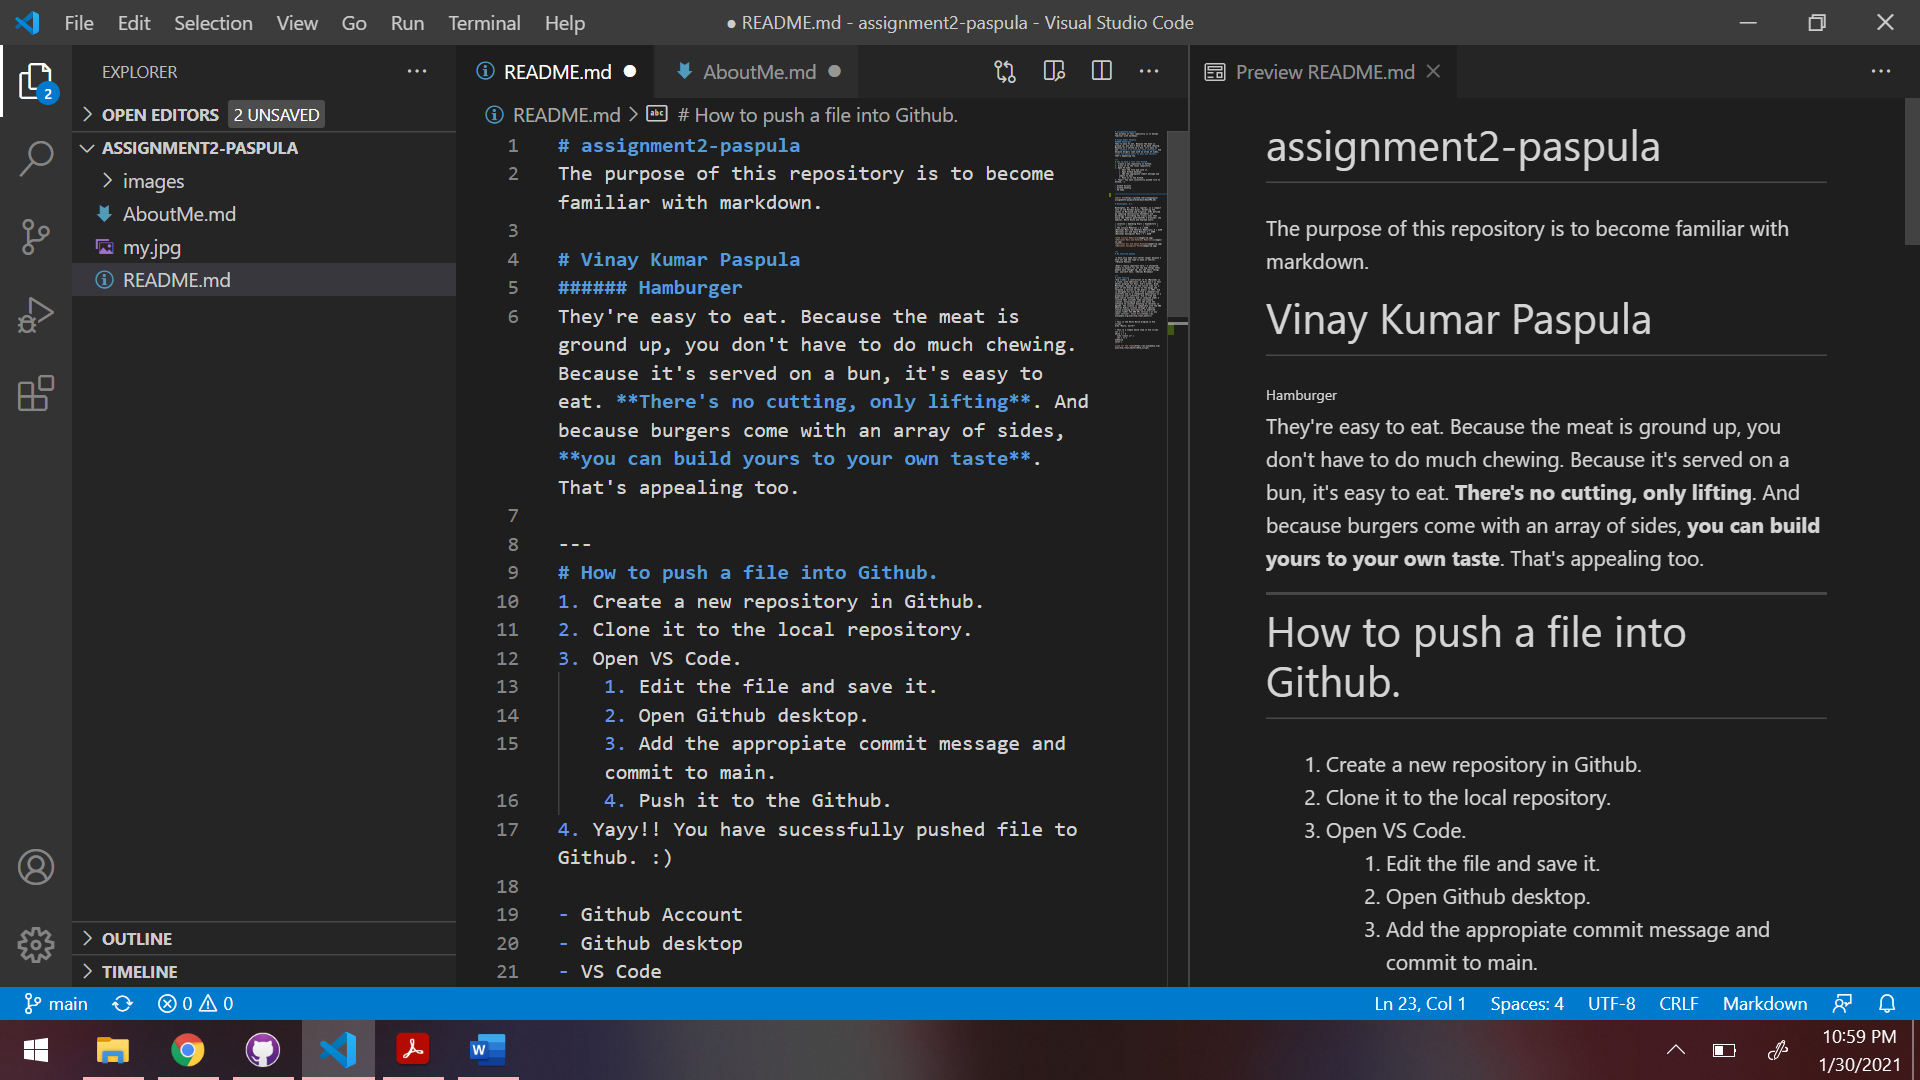 File Edit Selection View Go Run Terminal Help
● README.md - assignment2-paspula - Visual Studio Code
EXPLORER
OPEN EDITORS 2 UNSAVED
ASSIGNMENT2-PASPULA
images
AboutMe.md
my.jpg
README.md
OUTLINE
TIMELINE
2
README.md
AboutMe.md
README.md > abc # How to push a file into Github.
1 # assignment2-paspula
2 The purpose of this repository is to become
familiar with markdown.
3
4 # Vinay Kumar Paspula
5 ###### Hamburger
6 They're easy to eat. Because the meat is
ground up, you don't have to do much chewing.
Because it's served on a bun, it's easy to
eat. **There's no cutting, only lifting**. And
because burgers come with an array of sides,
**you can build yours to your own taste**.
That's appealing too.
7
8 ---
9 # How to push a file into Github.
10 1. Create a new repository in Github.
11 2. Clone it to the local repository.
12 3. Open VS Code.
13 1. Edit the file and save it.
14 2. Open Github desktop.
15 3. Add the appropiate commit message and
commit to main.
16 4. Push it to the Github.
17 4. Yayy!! You have sucessfully pushed file to
Github. :)
18
19 - Github Account
20 - Github desktop
21 - VS Code
Preview README.md
assignment2-paspula
The purpose of this repository is to become familiar with
markdown.
Vinay Kumar Paspula
Hamburger
They're easy to eat. Because the meat is ground up, you
don't have to do much chewing. Because it's served on a
bun, it's easy to eat. There's no cutting, only lifting. And
because burgers come with an array of sides, you can build
yours to your own taste. That's appealing too.
How to push a file into
Github.
1. Create a new repository in Github.
2. Clone it to the local repository.
3. Open VS Code.
1. Edit the file and save it.
2. Open Github desktop.
3. Add the appropiate commit message and
commit to main.
main 0 0
Ln 23, Col 1 Spaces: 4 UTF-8 CRLF Markdown
W
10:59 PM
1/30/2021